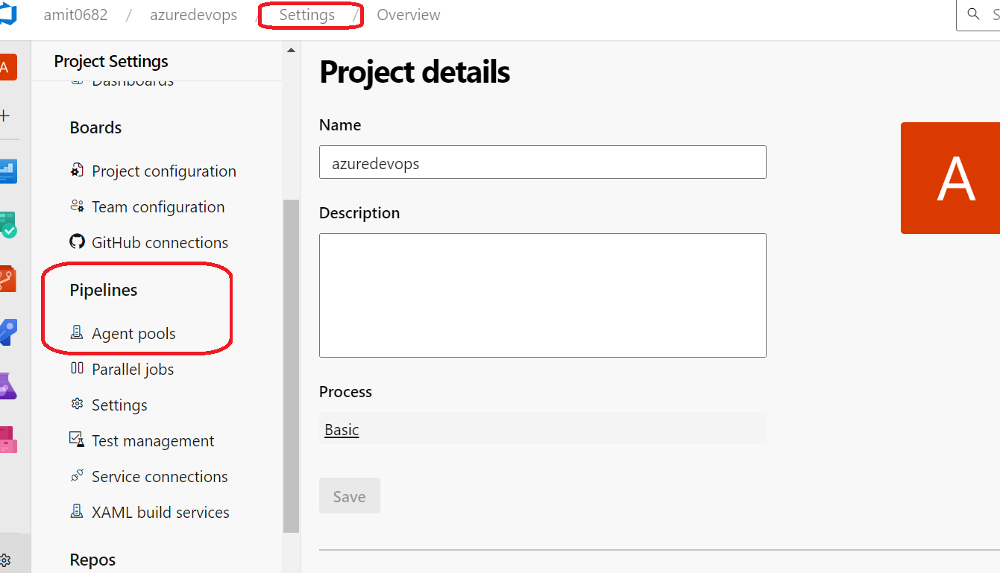 amit0682 / azuredevops / Settings / Overview
S
A
Project Settings
Dashboards
Boards
Project configuration
Team configuration
GitHub connections
Pipelines
Agent pools
Parallel jobs
Settings
Test management
Service connections
XAML build services
Repos
Project details
Name
azuredevops
Description
Process
Basic
Save
A